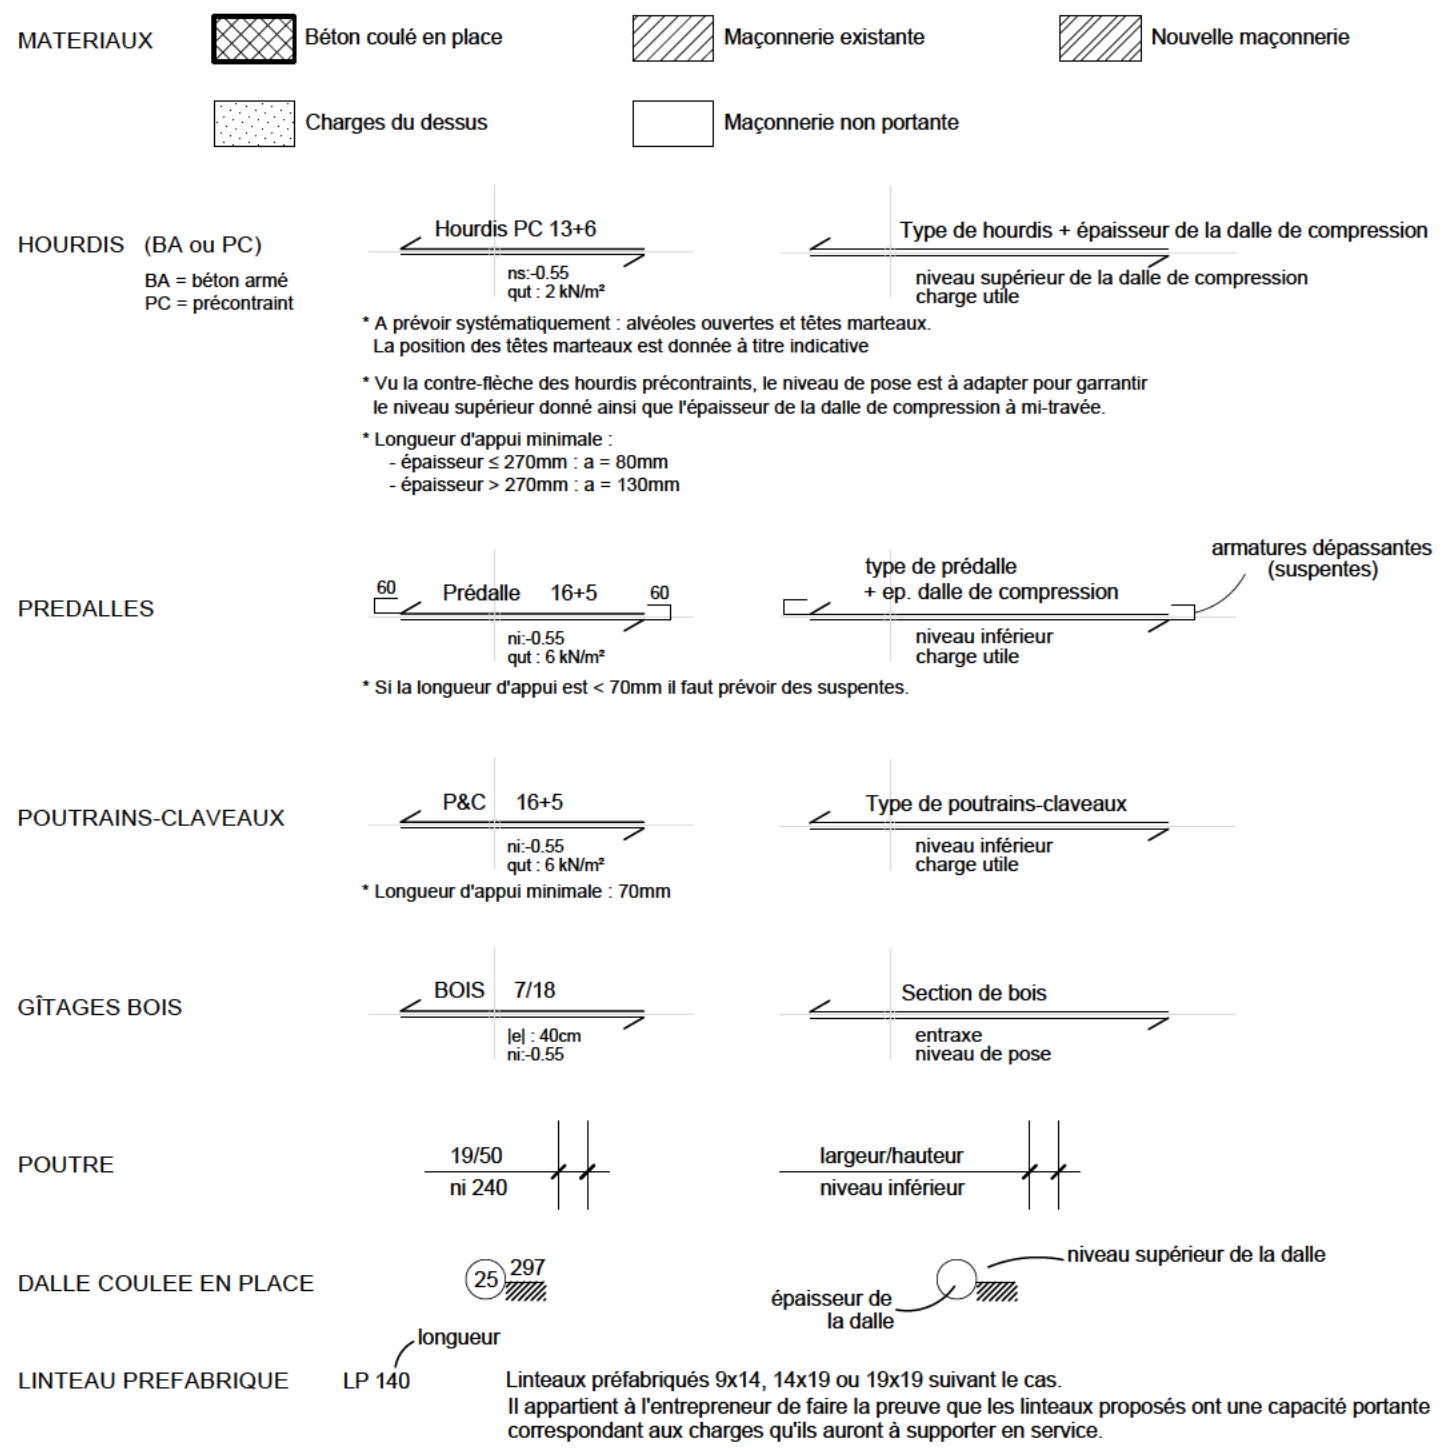 MATERIAUX
Béton coulé en place
Maçonnerie existante
Nouvelle maçonnerie
Charges du dessus
Maçonnerie non portante
HOURDIS (BA ou PC)
BA = béton armé
PC = précontraint
Hourdis PC 13+6
ns:-0.55
qut : 2 kN/m²
Type de hourdis + épaisseur de la dalle de compression
niveau supérieur de la dalle de compression
charge utile
* A prévoir systématiquement : alvéoles ouvertes et têtes marteaux.
La position des têtes marteaux est donnée à titre indicative
* Vu la contre-flèche des hourdis précontraints, le niveau de pose est à adapter pour garrantir
le niveau supérieur donné ainsi que l'épaisseur de la dalle de compression à mi-travée.
* Longueur d'appui minimale :
- épaisseur ≤ 270mm : a = 80mm
- épaisseur > 270mm : a = 130mm
PREDALLES
60
Prédalle 16+5
60
ni:-0.55
qut : 6 kN/m²
type de prédalle
+ ep. dalle de compression
armatures dépassantes
(suspentes)
niveau inférieur
charge utile
* Si la longueur d'appui est < 70mm il faut prévoir des suspentes.
POUTRAINS-CLAVEAUX
P&C 16+5
ni:-0.55
qut : 6 kN/m²
Type de poutrains-claveaux
niveau inférieur
charge utile
* Longueur d'appui minimale : 70mm
GÎTAGES BOIS
BOIS 7/18
|e| : 40cm
ni:-0.55
Section de bois
entraxe
niveau de pose
POUTRE
19/50
ni 240
largeur/hauteur
niveau inférieur
DALLE COULEE EN PLACE
25
297
niveau supérieur de la dalle
épaisseur de
la dalle
longueur
LINTEAU PREFABRIQUE
LP 140
Linteaux préfabriqués 9x14, 14x19 ou 19x19 suivant le cas.
Il appartient à l'entrepreneur de faire la preuve que les linteaux proposés ont une capacité portante
correspondant aux charges qu'ils auront à supporter en service.